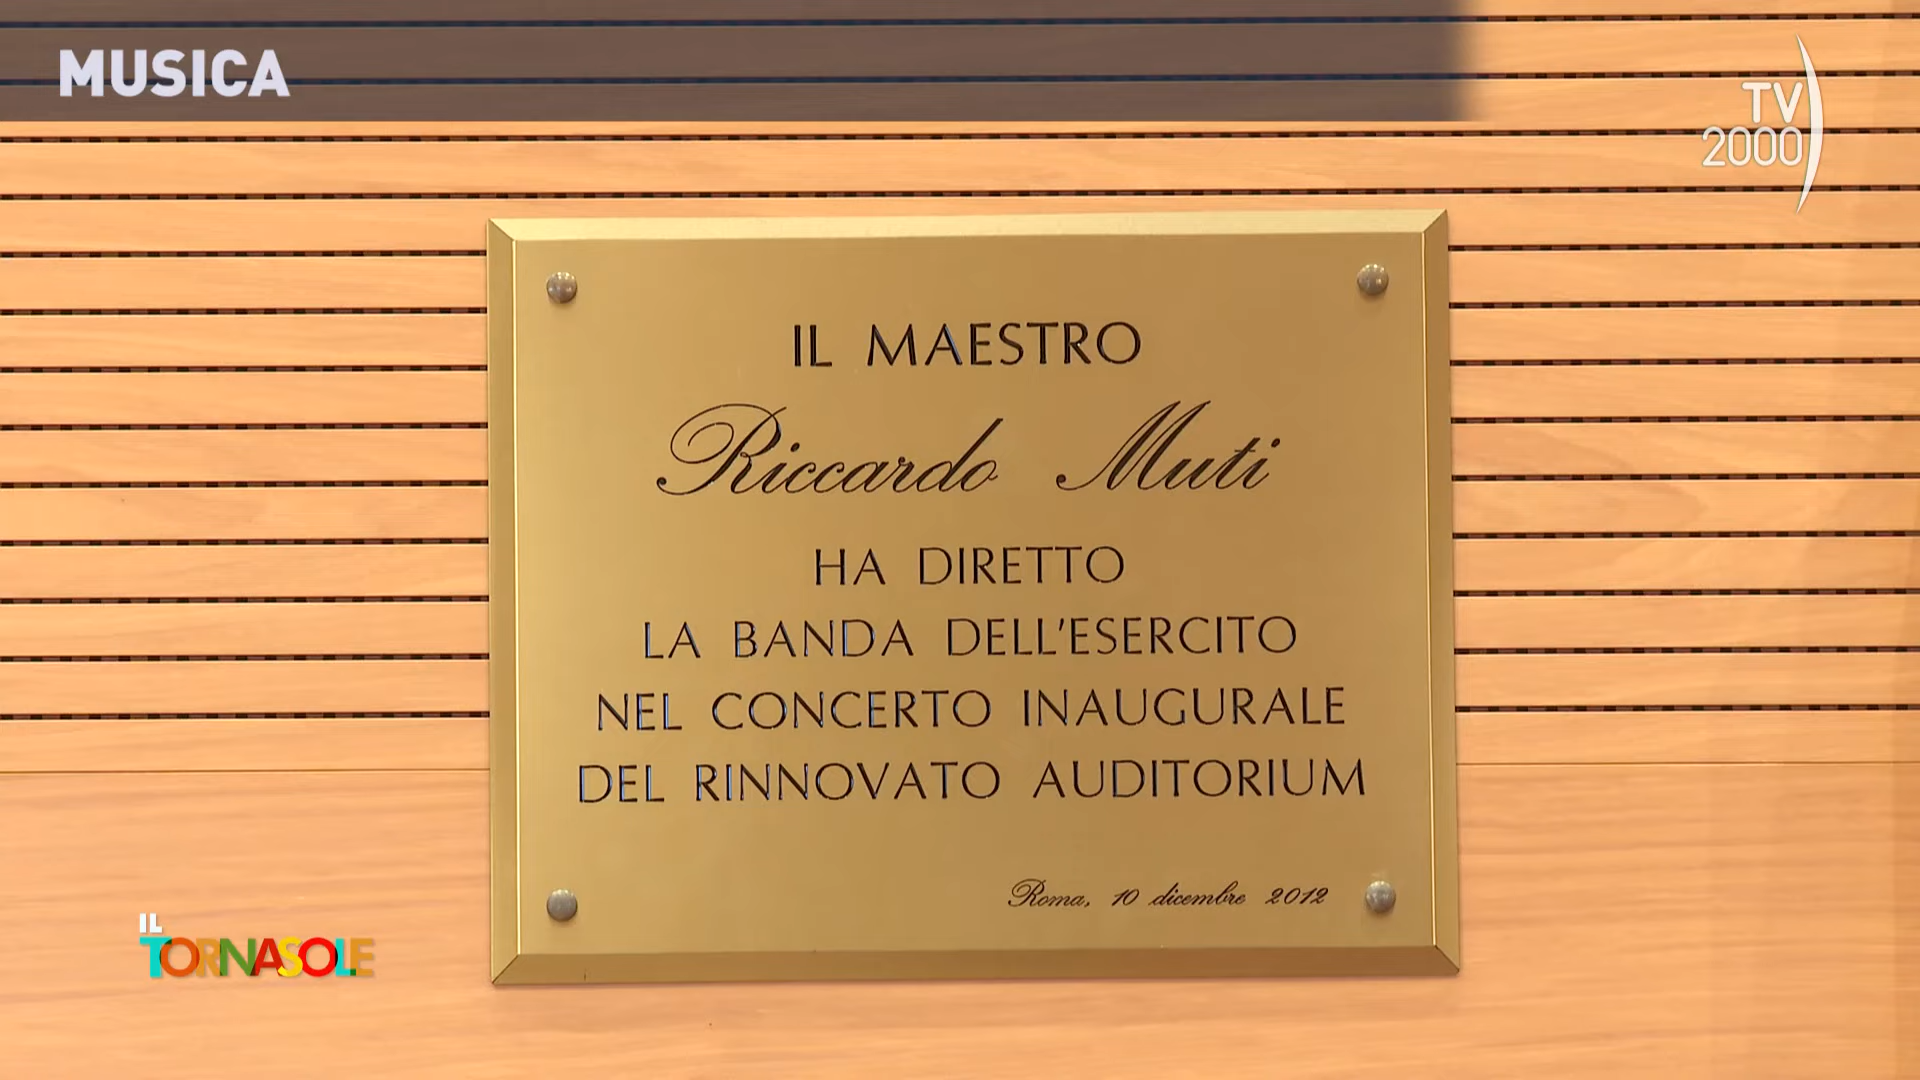 MUSICA
TV
2000
IL MAESTRO
Riccardo Muti
HA DIRETTO
LA BANDA DELL'ESERCITO
NEL CONCERTO INAUGURALE
DEL RINNOVATO AUDITORIUM
Roma, 10 dicembre 2012
IL
TORNASOLE